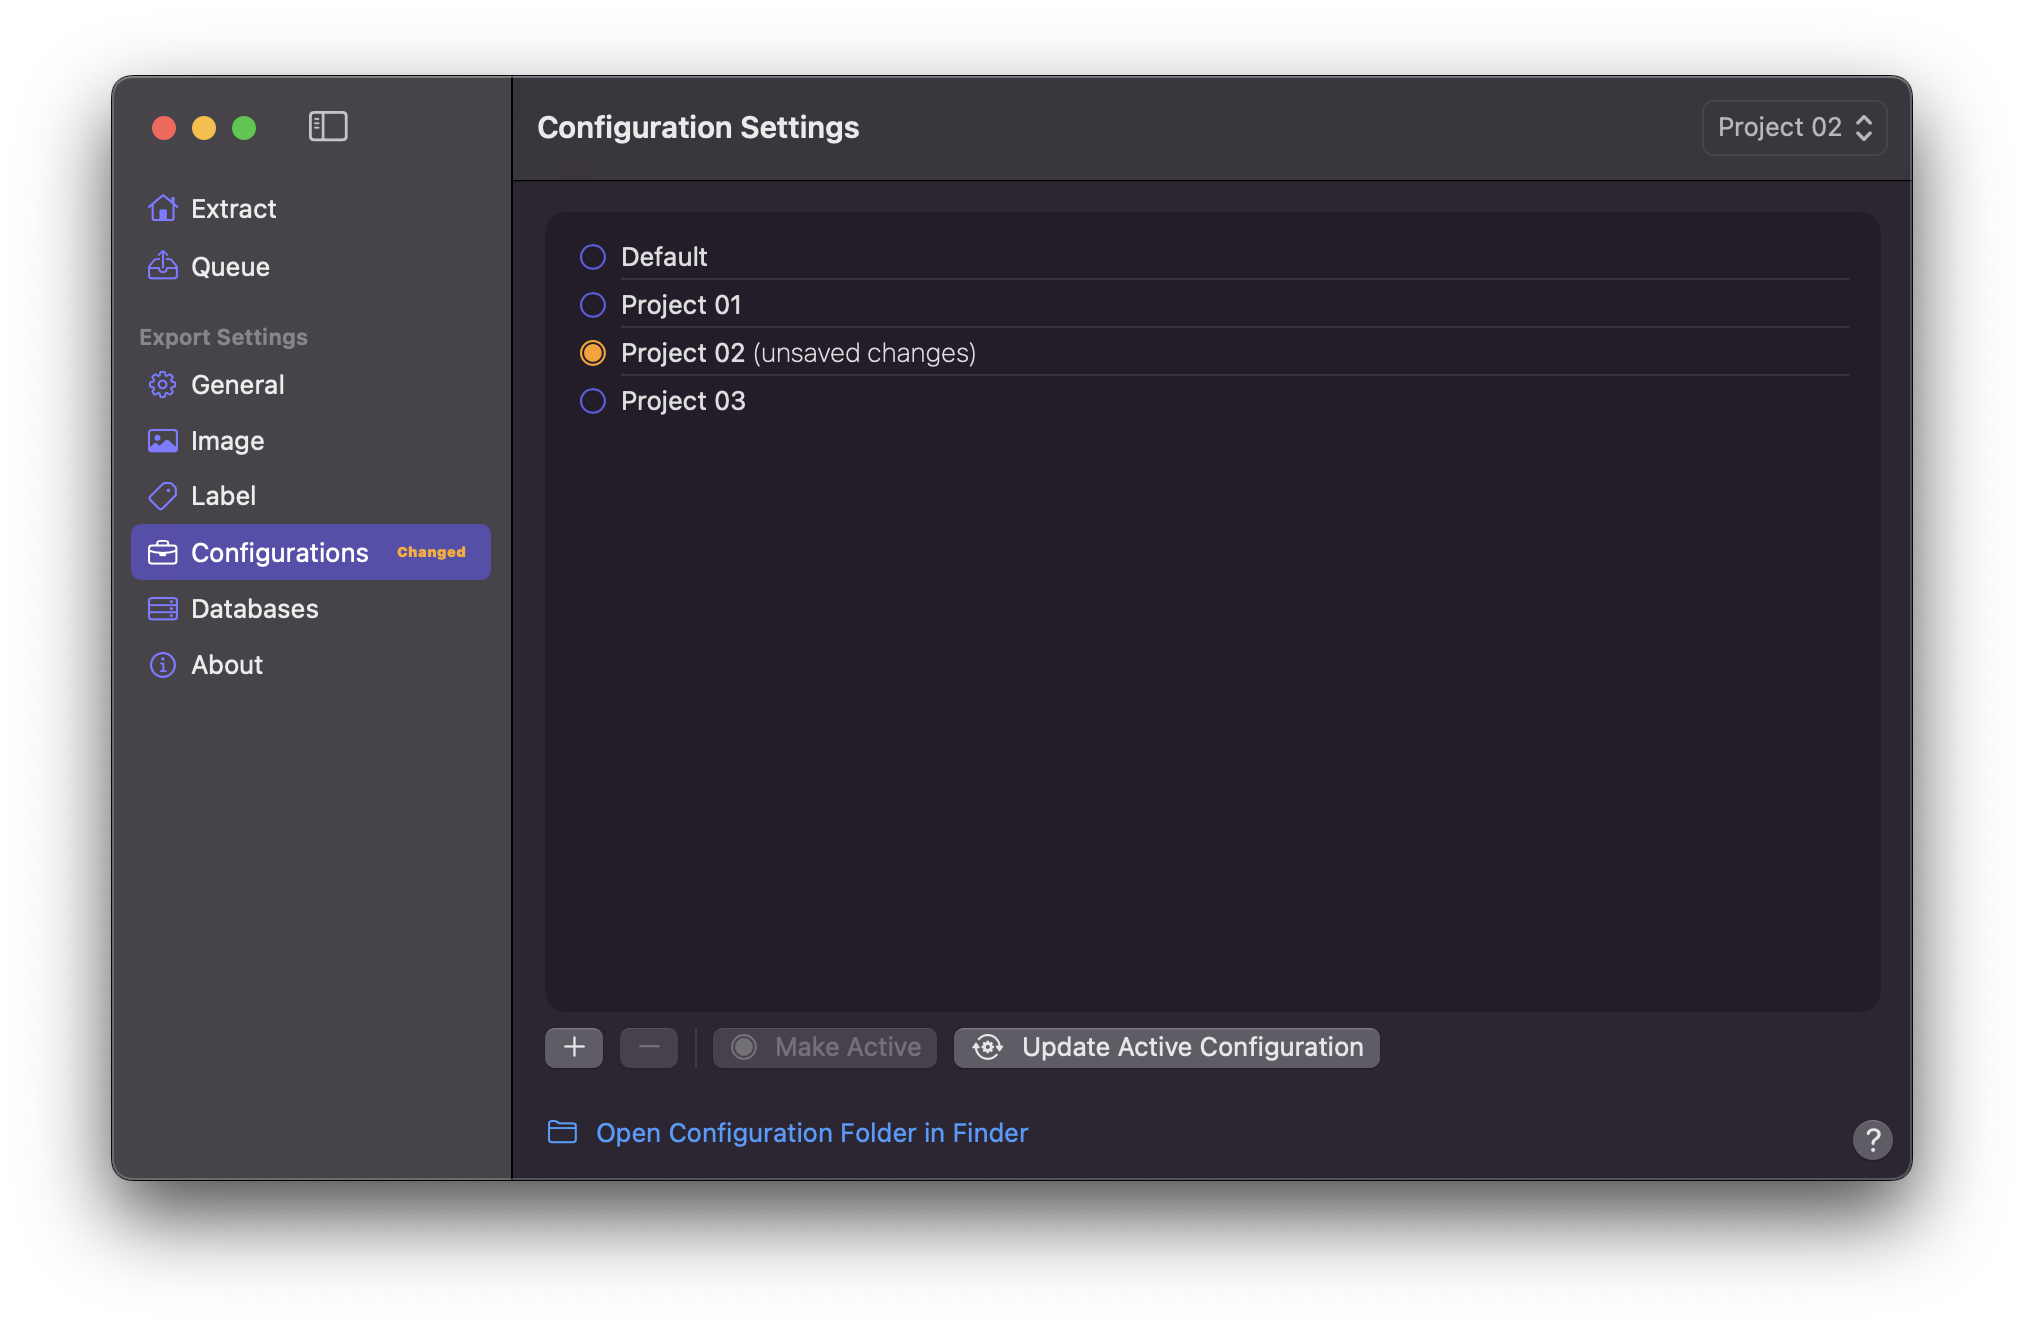 Extract
Queue
Export Settings
General
Image
Label
Configurations Changed
Databases
About
Configuration Settings
Project 02
Default
Project 01
Project 02 (unsaved changes)
Project 03
Make Active
Update Active Configuration
Open Configuration Folder in Finder
?